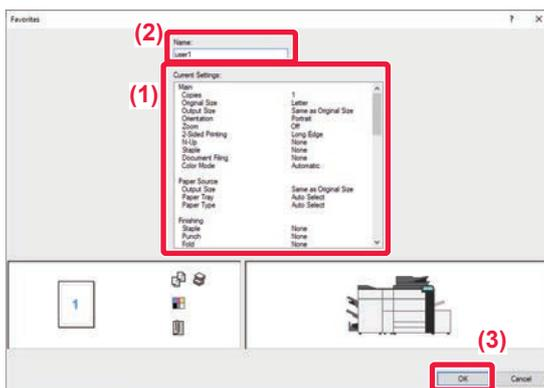 Favorites ? X
(2)
Name:
user1
(1)
Current Settings:
Main
Copies 1
Original Size Letter
Output Size Same as Original Size
Orientation Portrait
Zoom Off
2-Sided Printing Long Edge
N-Up None
Staple None
Document Filing None
Color Mode Automatic
Paper Source
Output Size Same as Original Size
Paper Tray Auto Select
Paper Type Auto Select
Finishing
Staple None
Punch None
Fold None
1
(3)
OK Cancel